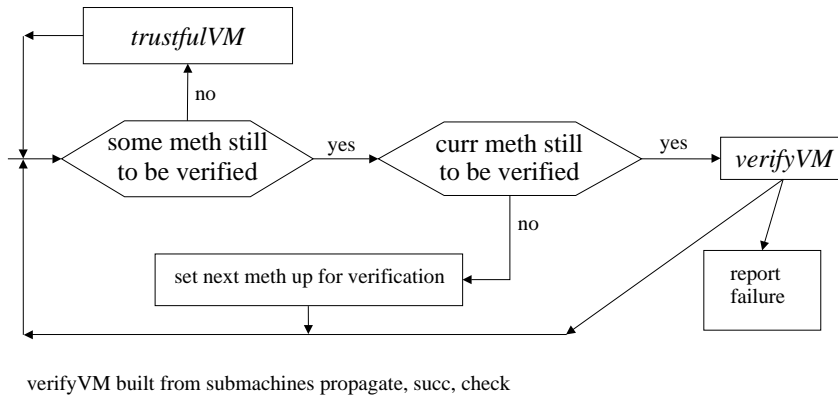 trustfulVM
no
some meth still
to be verified
yes
curr meth still
to be verified
yes
verifyVM
no
set next meth up for verification
report
failure
verifyVM built from submachines propagate, succ, check